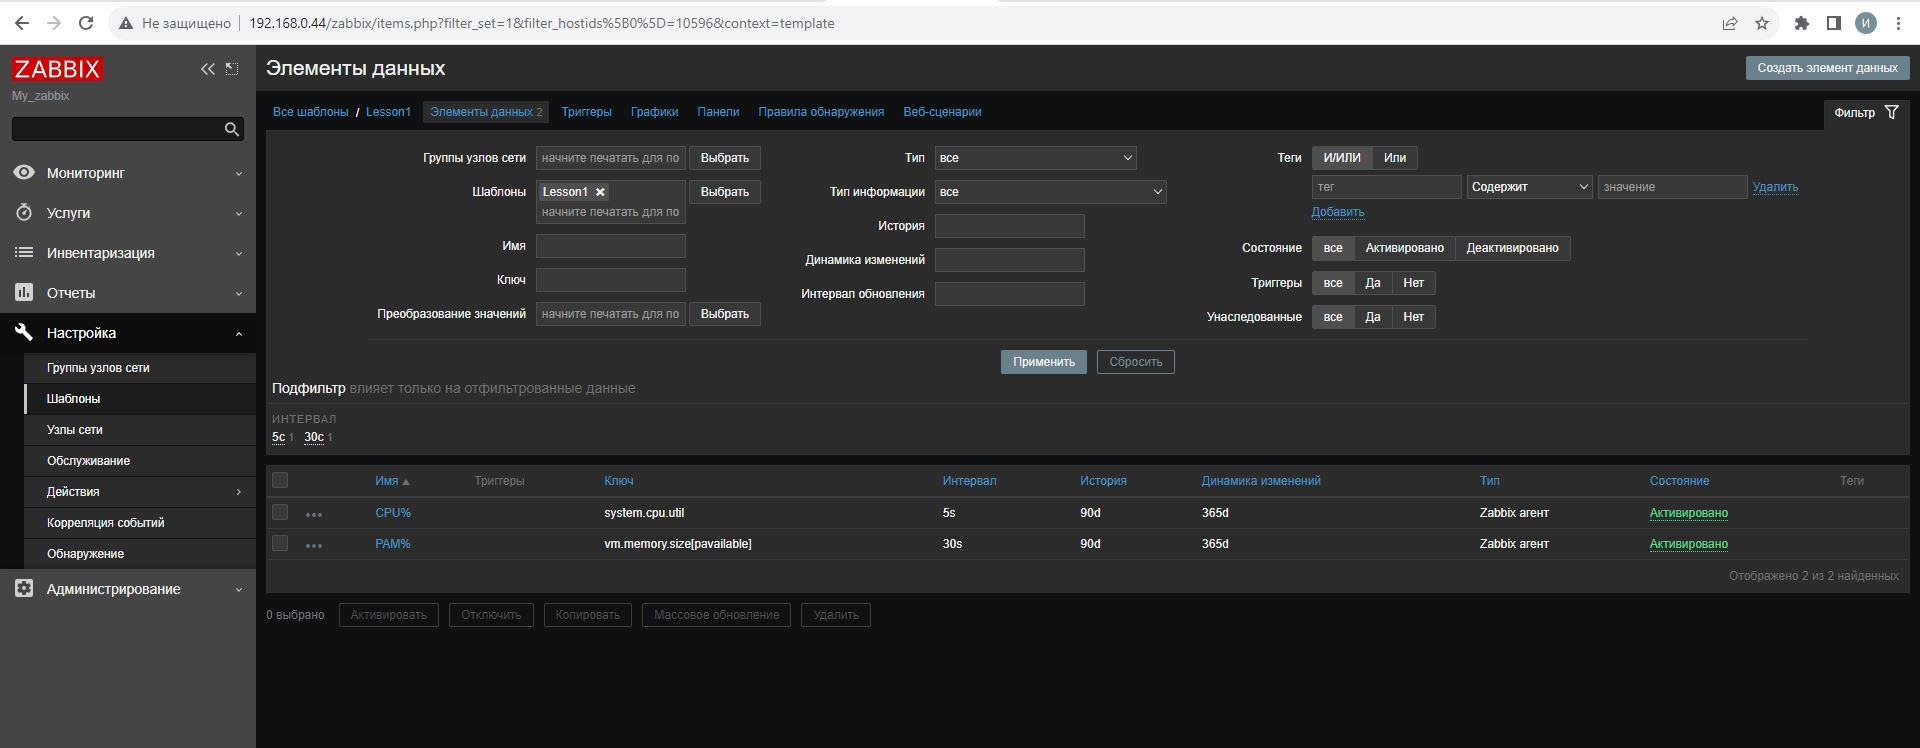 Не защищено 192.168.0.44/zabbix/items.php?filter_set=1&filter_hostids%5B0%5D=10596&context=template И
ZABBIX
My_zabbix
Мониторинг
Услуги
Инвентаризация
Отчеты
Настройка
Группы узлов сети
Шаблоны
Узлы сети
Обслуживание
Действия
Корреляция событий
Обнаружение
Администрирование
Элементы данных
Создать элемент данных
Все шаблоны / Lesson1 Элементы данных 2 Триггеры Графики Панели Правила обнаружения Веб-сценарии
Фильтр
Группы узлов сети начните печатать для по Выбрать
Шаблоны Lesson1 Выбрать
начните печатать для по
Имя
Ключ
Преобразование значений начните печатать для по Выбрать
Тип все
Тип информации все
История
Динамика изменений
Интервал обновления
Теги И/ИЛИ Или
тег Содержит значение Удалить
Добавить
Состояние все Активировано Деактивировано
Триггеры все Да Нет
Унаследованные все Да Нет
Применить Сбросить
Подфильтр влияет только на отфильтрованные данные
ИНТЕРВАЛ
5с 1 30с 1
Имя Триггеры Ключ Интервал История Динамика изменений Тип Состояние Теги
CPU% system.cpu.util 5s 90d 365d Zabbix агент Активировано
PAM% vm.memory.size[pavailable] 30s 90d 365d Zabbix агент Активировано
Отображено 2 из 2 найденных
0 выбрано Активировать Отключить Копировать Массовое обновление Удалить